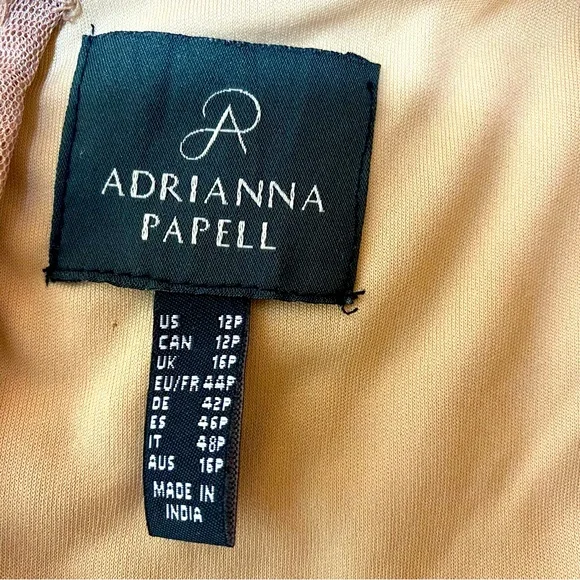 ADRIANNA
PAPELL
US 12P
CAN 12P
UK 16P
EU/FR 44P
DE 42P
ES 46P
IT 48P
AUS 16P
MADE IN
INDIA